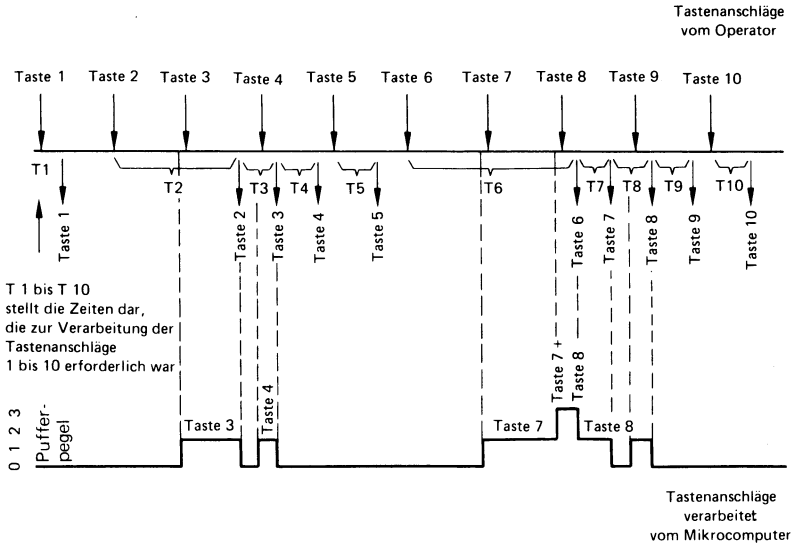 Tastenanschläge
vom Operator
Taste 1 Taste 2 Taste 3 Taste 4 Taste 5 Taste 6 Taste 7 Taste 8 Taste 9 Taste 10
T1 T2 T3 T4 T5 T6 T7 T8 T9 T10
Taste 1 Taste 2 Taste 3 Taste 4 Taste 5 Taste 6 Taste 7 Taste 8 Taste 9 Taste 10
T 1 bis T 10
stellt die Zeiten dar,
die zur Verarbeitung der
Tastenanschläge
1 bis 10 erforderlich war
0 1 2 3
Puffer-
pegel
Taste 3
Taste 4
Taste 7
Taste 7 +
Taste 8
Taste 8
Tastenanschläge
verarbeitet
vom Mikrocomputer